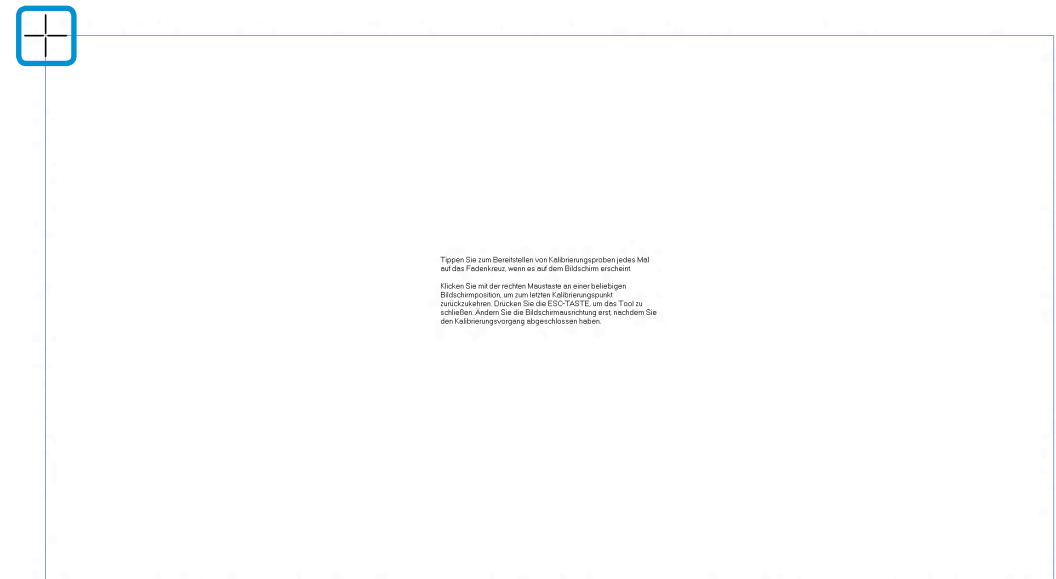 Tippen Sie zum Bereitstellen von Kalibrierungsproben jedes Mal
auf das Fadenkreuz, wenn es auf dem Bildschirm erscheint.
Klicken Sie mit der rechten Maustaste an einer beliebigen
Bildschirmposition, um zum letzten Kalibrierungspunkt
zurückzukehren. Drücken Sie die ESC-TASTE, um das Tool zu
schließen. Ändern Sie die Bildschirmausrichtung erst, nachdem Sie
den Kalibrierungsvorgang abgeschlossen haben.